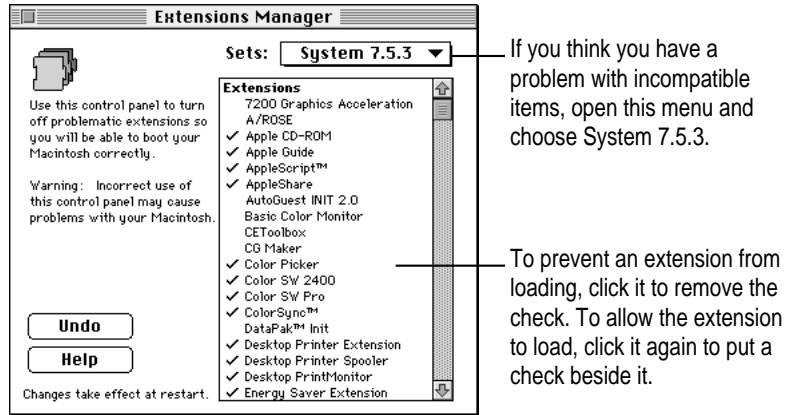 Extensions Manager
Sets: System 7.5.3
Use this control panel to turn
off problematic extensions so
you will be able to boot your
Macintosh correctly.
Warning: Incorrect use of
this control panel may cause
problems with your Macintosh.
Extensions
7200 Graphics Acceleration
A/ROSE
✓ Apple CD-ROM
✓ Apple Guide
✓ AppleScript™
✓ AppleShare
AutoGuest INIT 2.0
Basic Color Monitor
CEToolbox
CG Maker
✓ Color Picker
✓ Color SW 2400
✓ Color SW Pro
✓ ColorSync™
DataPak™ Init
✓ Desktop Printer Extension
✓ Desktop Printer Spooler
✓ Desktop PrintMonitor
✓ Energy Saver Extension
Undo
Help
Changes take effect at restart.
If you think you have a
problem with incompatible
items, open this menu and
choose System 7.5.3.
To prevent an extension from
loading, click it to remove the
check. To allow the extension
to load, click it again to put a
check beside it.